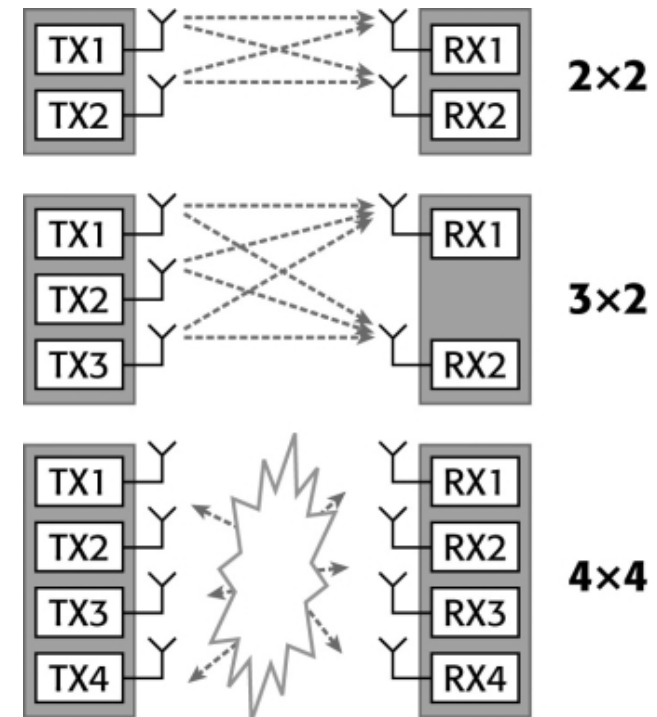 TX1 RX1
2×2
TX2 RX2
TX1 RX1
TX2
3×2
TX3 RX2
TX1 RX1
TX2 RX2
4×4
TX3 RX3
TX4 RX4